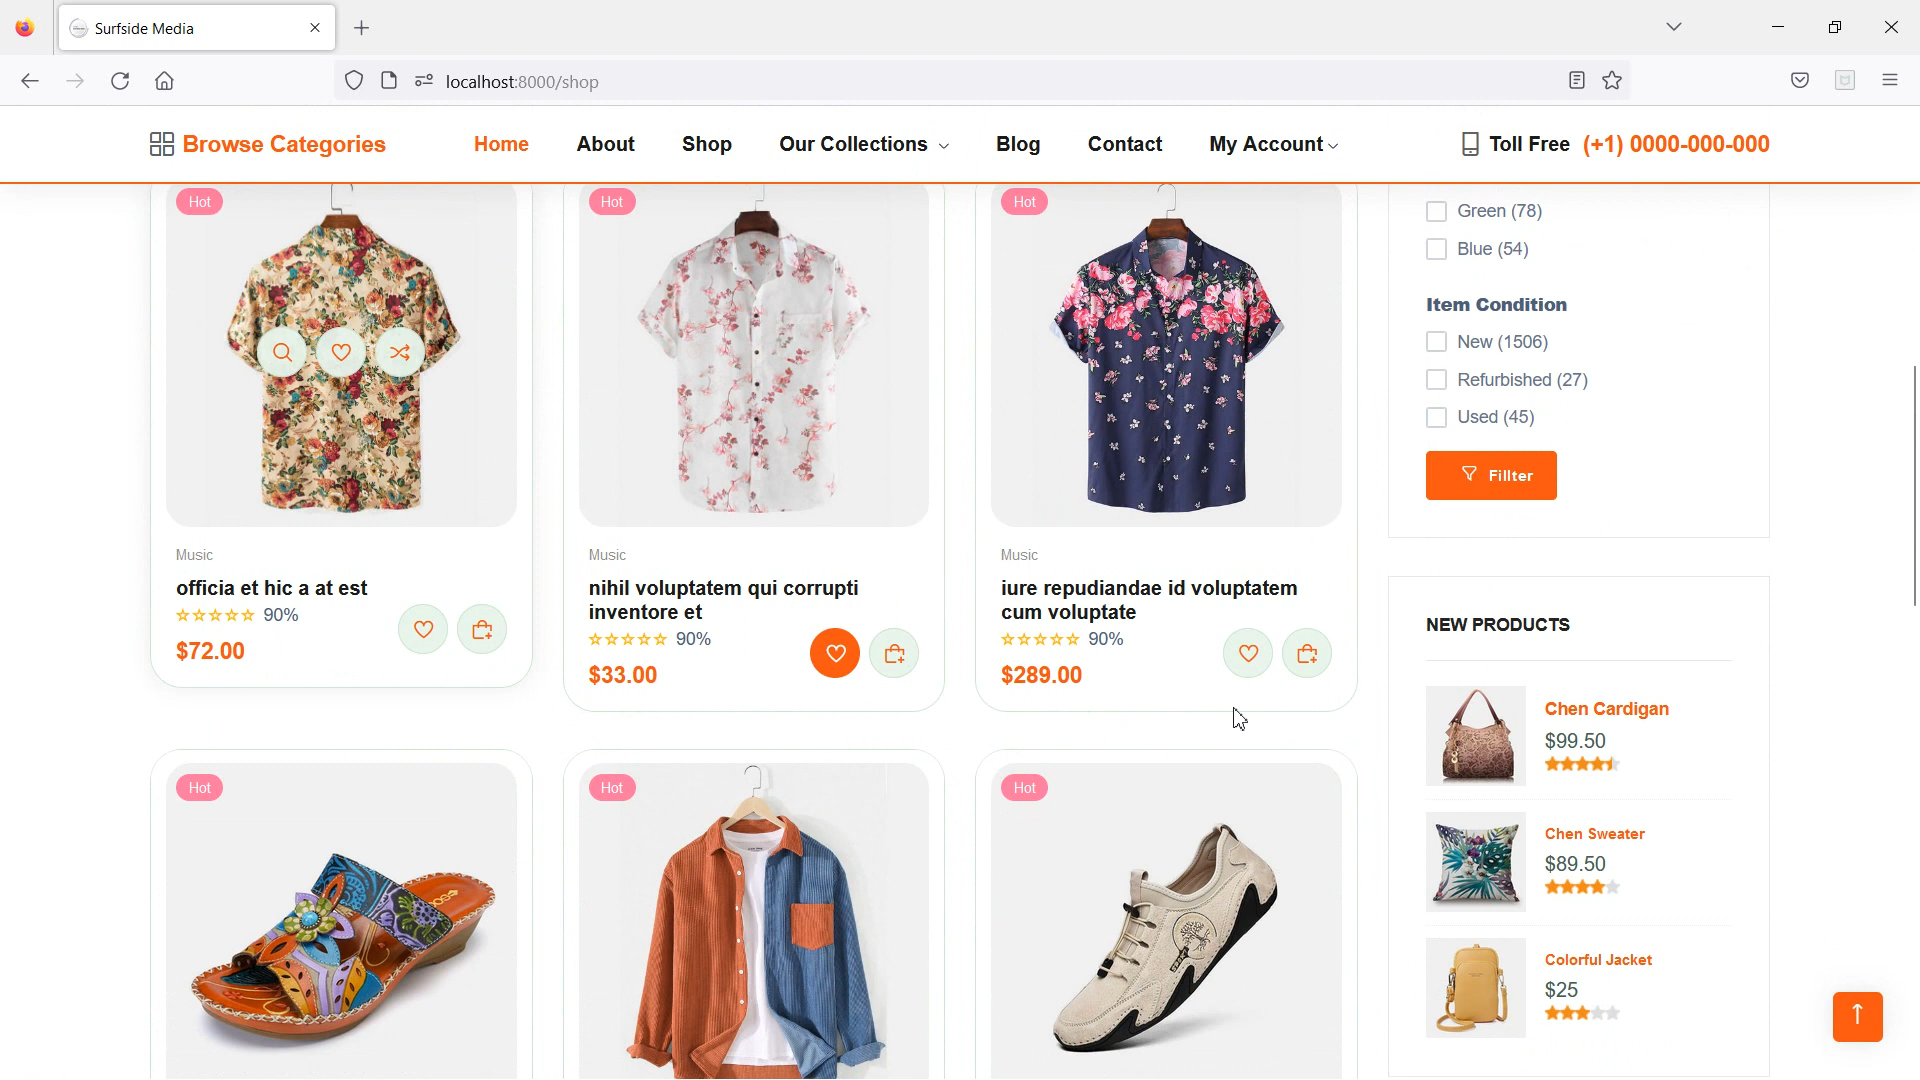 Surfside Media
localhost:8000/shop
Browse Categories
Home
About
Shop
Our Collections
Blog
Contact
My Account
Toll Free (+1) 0000-000-000
Hot
Hot
Hot
Music
officia et hic a at est
90%
$72.00
Music
nihil voluptatem qui corrupti
inventore et
90%
$33.00
Music
iure repudiandae id voluptatem
cum voluptate
90%
$289.00
Hot
Hot
Hot
Green (78)
Blue (54)
Item Condition
New (1506)
Refurbished (27)
Used (45)
Fillter
NEW PRODUCTS
Chen Cardigan
$99.50
Chen Sweater
$89.50
Colorful Jacket
$25